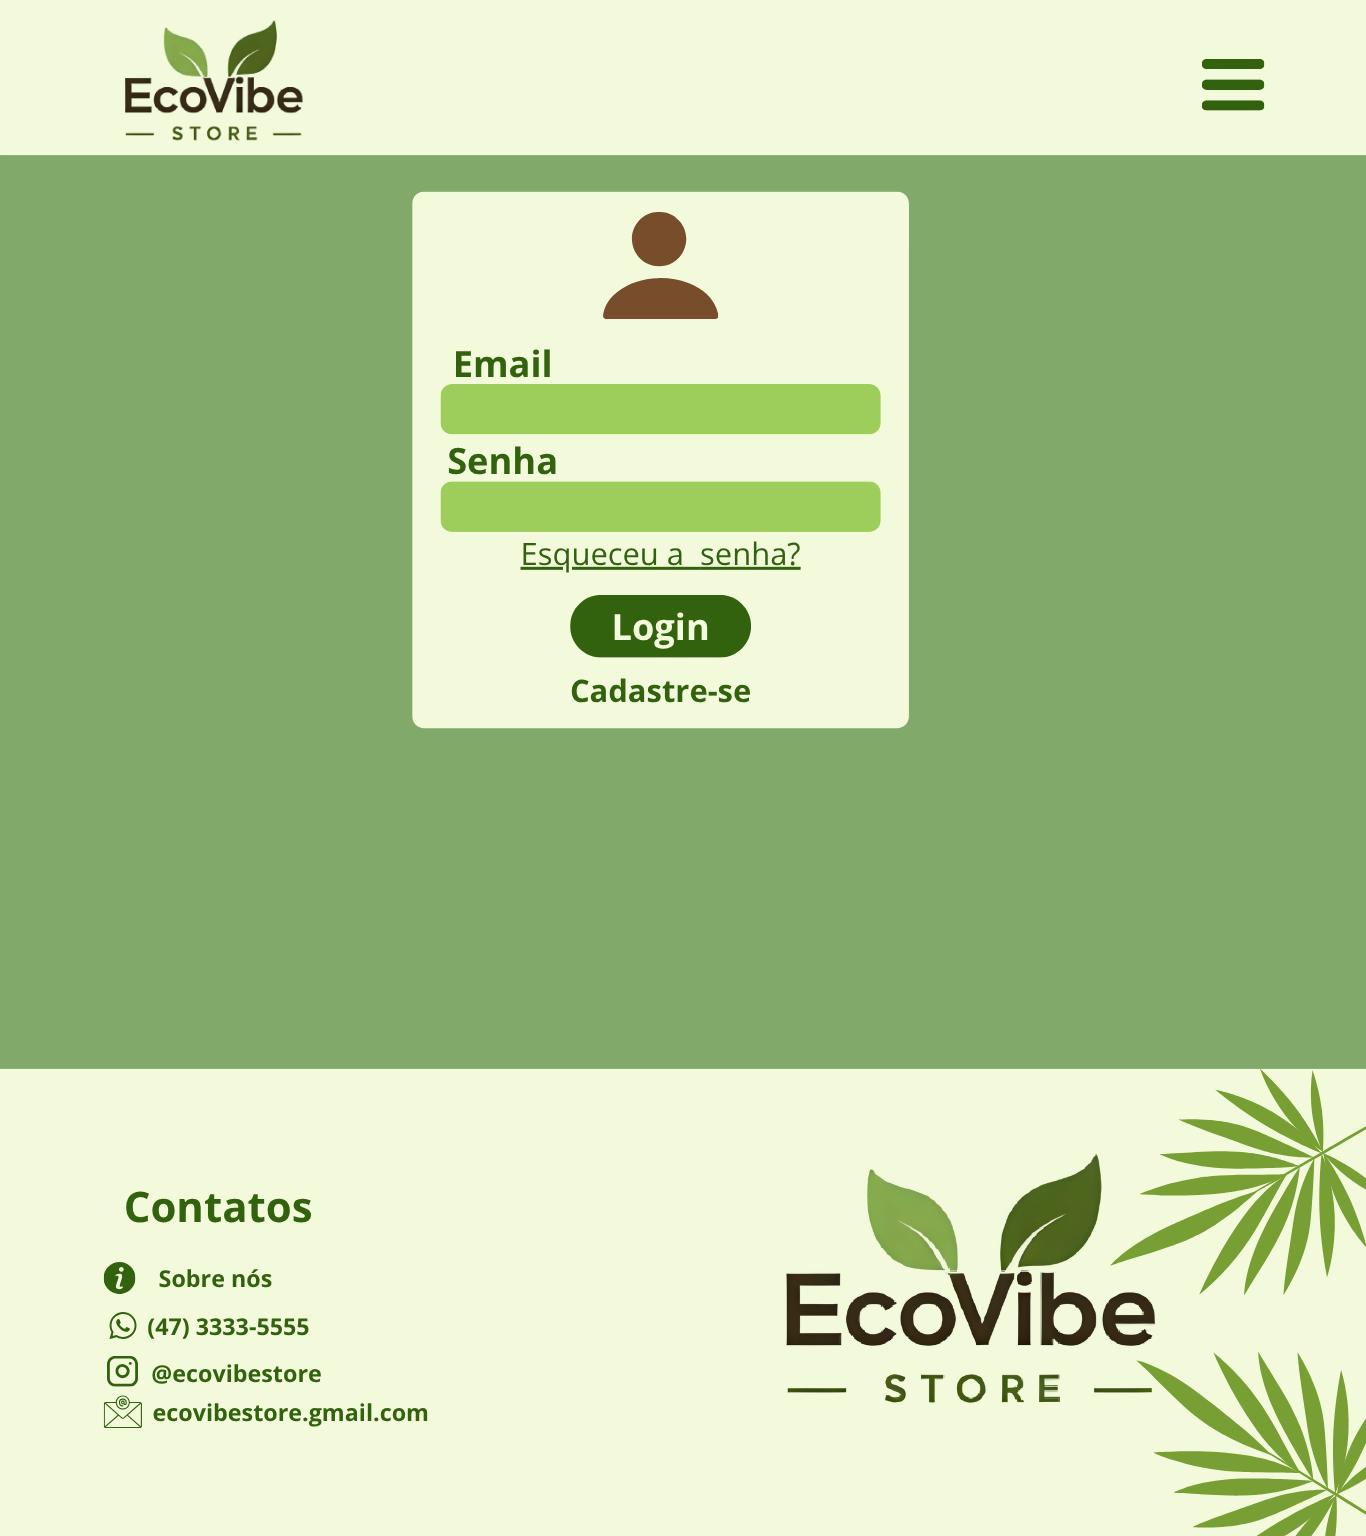 EcoVibe
STORE
Email
Senha
Esqueceu a  senha?
Login
Cadastre-se
Contatos
Sobre nós
(47) 3333-5555
@ecovibestore
ecovibestore.gmail.com
EcoVibe
STORE